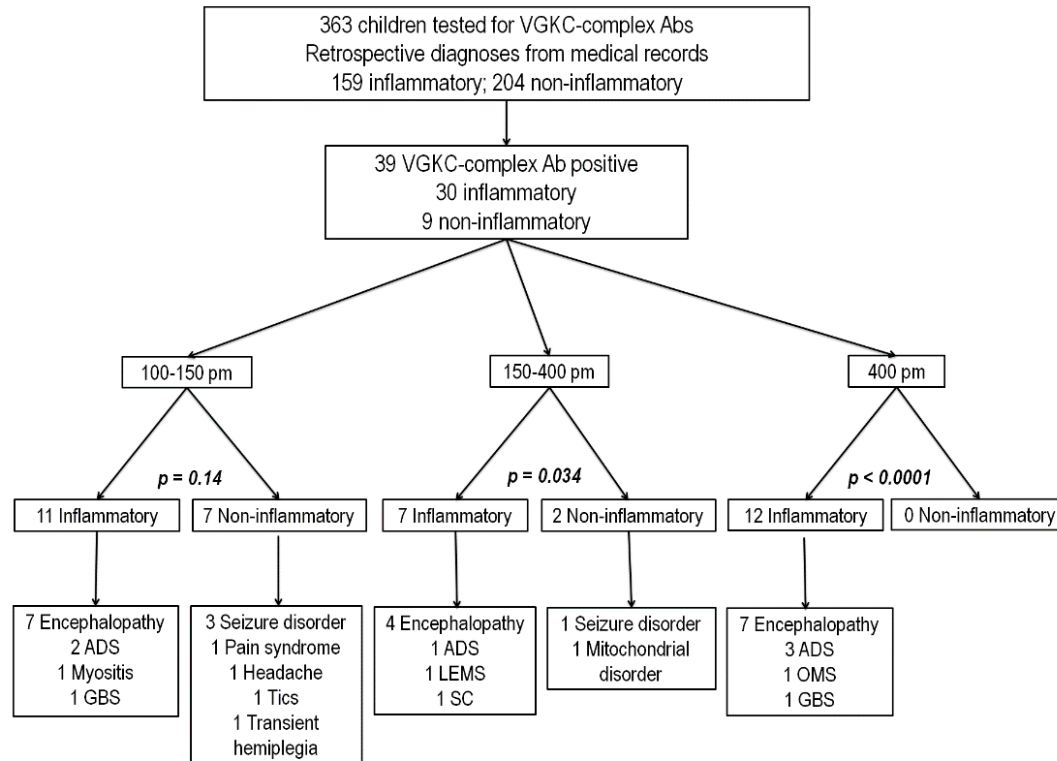 363 children tested for VGKC-complex Abs
Retrospective diagnoses from medical records
159 inflammatory; 204 non-inflammatory
39 VGKC-complex Ab positive
30 inflammatory
9 non-inflammatory
100-150 pm
150-400 pm
400 pm
p = 0.14
p = 0.034
p < 0.0001
11 Inflammatory
7 Non-inflammatory
7 Inflammatory
2 Non-inflammatory
12 Inflammatory
0 Non-inflammatory
7 Encephalopathy
2 ADS
1 Myositis
1 GBS
3 Seizure disorder
1 Pain syndrome
1 Headache
1 Tics
1 Transient
hemiplegia
4 Encephalopathy
1 ADS
1 LEMS
1 SC
1 Seizure disorder
1 Mitochondrial
disorder
7 Encephalopathy
3 ADS
1 OMS
1 GBS